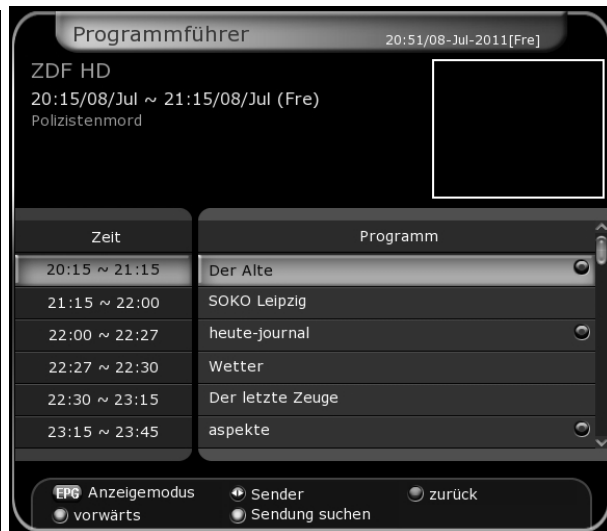 Programmführer
20:51/08-Jul-2011[Fre]
ZDF HD
20:15/08/Jul ~ 21:15/08/Jul (Fre)
Polizistenmord
Zeit Programm
20:15 ~ 21:15 Der Alte
21:15 ~ 22:00 SOKO Leipzig
22:00 ~ 22:27 heute-journal
22:27 ~ 22:30 Wetter
22:30 ~ 23:15 Der letzte Zeuge
23:15 ~ 23:45 aspekte
EPG Anzeigemodus Sender zurück
vorwärts Sendung suchen